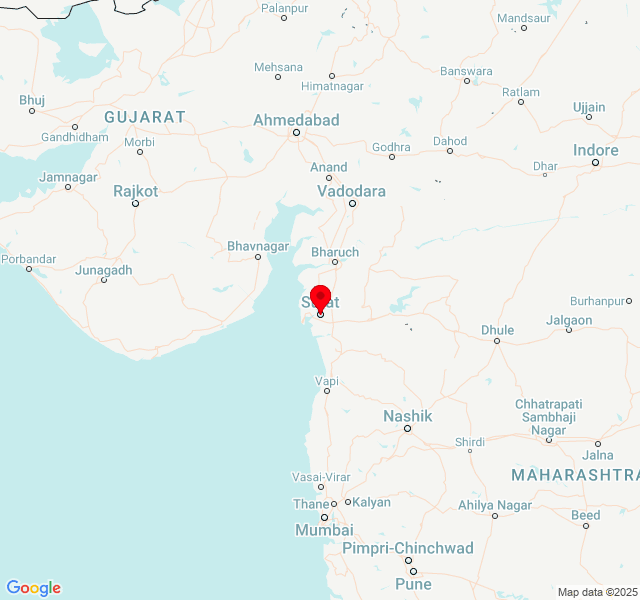 Palanpur
Mandsaur
Mehsana
Himatnagar
Banswara
Ratlam
Bhuj
GUJARAT
Ahmedabad
Ujjain
Gandhidham
Morbi
Godhra
Dahod
Indore
Anand
Dhar
Jamnagar
Rajkot
Vadodara
Bhavnagar
Bharuch
Porbandar
Junagadh
Burhanpur
Dhule
Jalgaon
Vapi
Nashik
Chhatrapati
Sambhaji
Nagar
Shirdi
Jalna
MAHARASHTRA
Vasai-Virar
Thane
Kalyan
Ahilya Nagar
Beed
Mumbai
Pimpri-Chinchwad
Pune
Google
Map data ©2025